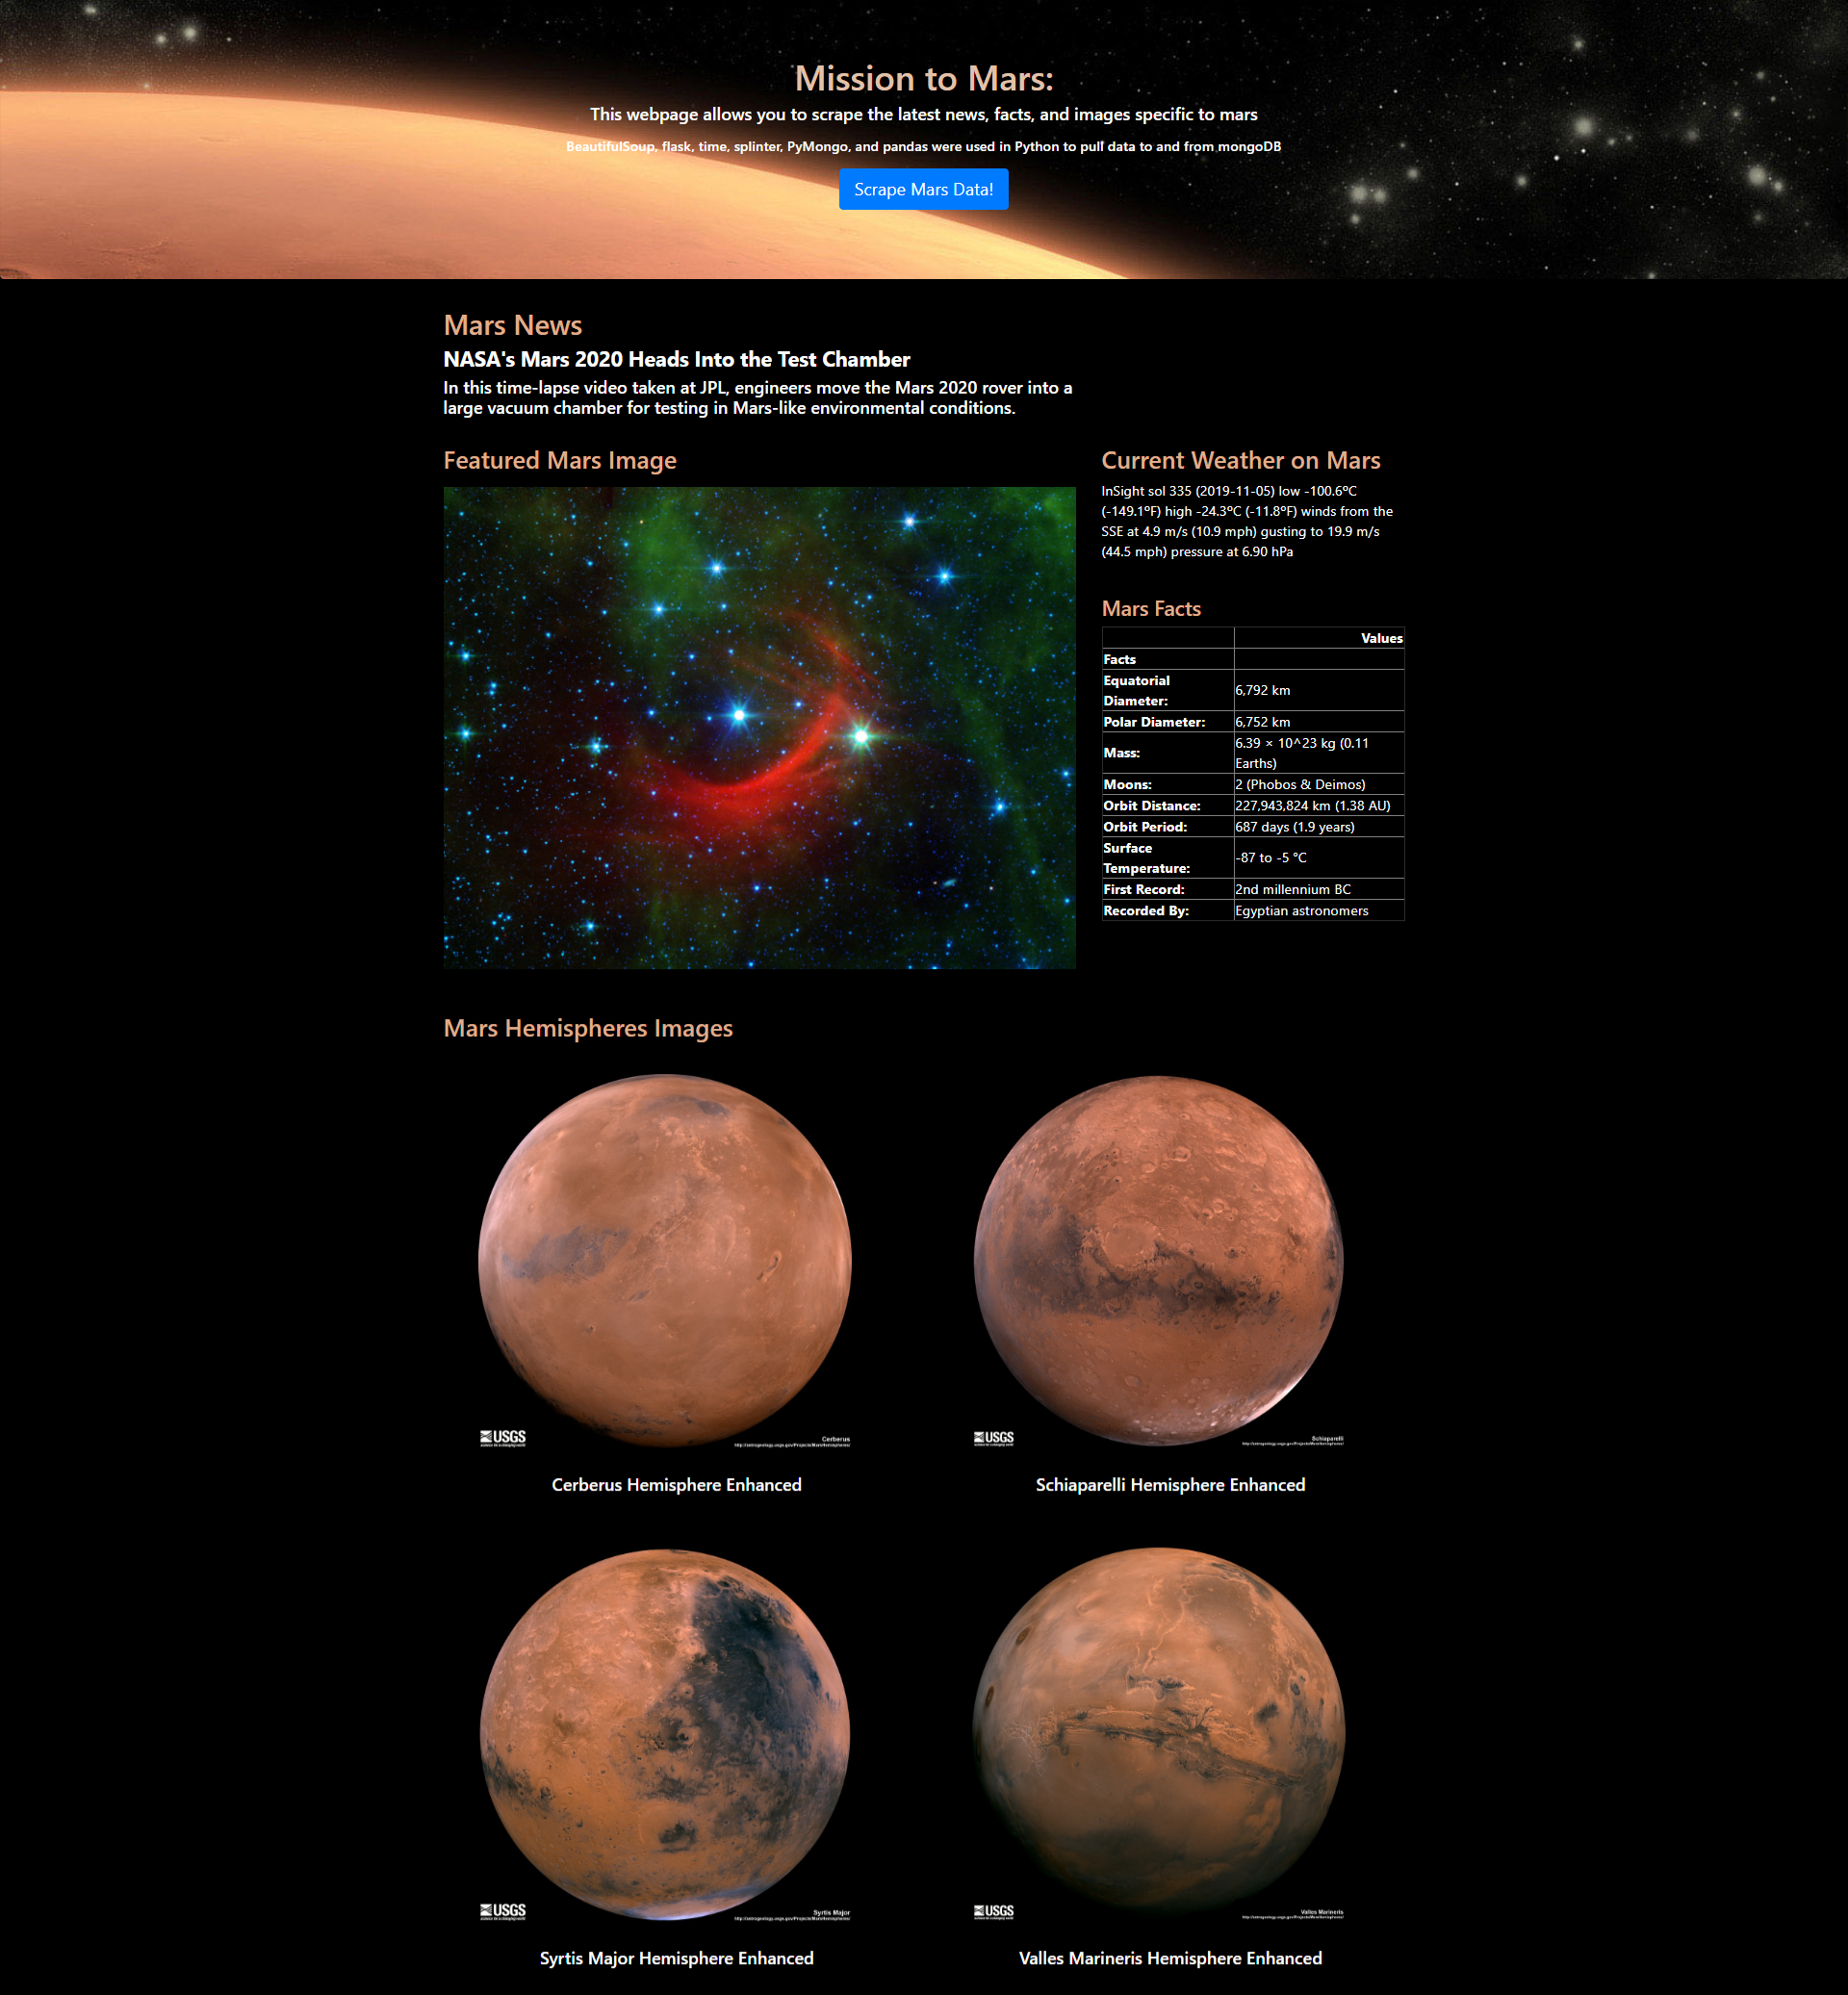 Mission to Mars:
This webpage allows you to scrape the latest news, facts, and images specific to mars
BeautifulSoup, flask, time, splinter, PyMongo, and pandas were used in Python to pull data to and from mongoDB
Scrape Mars Data!
Mars News
NASA's Mars 2020 Heads Into the Test Chamber
In this time-lapse video taken at JPL, engineers move the Mars 2020 rover into a
large vacuum chamber for testing in Mars-like environmental conditions.
Featured Mars Image
Current Weather on Mars
InSight sol 335 (2019-11-05) low -100.6ºC
(-149.1ºF) high -24.3ºC (-11.8ºF) winds from the
SSE at 4.9 m/s (10.9 mph) gusting to 19.9 m/s
(44.5 mph) pressure at 6.90 hPa
Mars Facts
Values
Facts
Equatorial
Diameter:
6,792 km
Polar Diameter:
6,752 km
Mass:
6.39 × 10^23 kg (0.11
Earths)
Moons:
2 (Phobos & Deimos)
Orbit Distance:
227,943,824 km (1.38 AU)
Orbit Period:
687 days (1.9 years)
Surface
Temperature:
-87 to -5 °C
First Record:
2nd millennium BC
Recorded By:
Egyptian astronomers
Mars Hemispheres Images
USGS
Cerberus
USGS
Schiaparelli
Cerberus Hemisphere Enhanced
Schiaparelli Hemisphere Enhanced
USGS
Syrtis Major
USGS
Valles Marineris
Syrtis Major Hemisphere Enhanced
Valles Marineris Hemisphere Enhanced